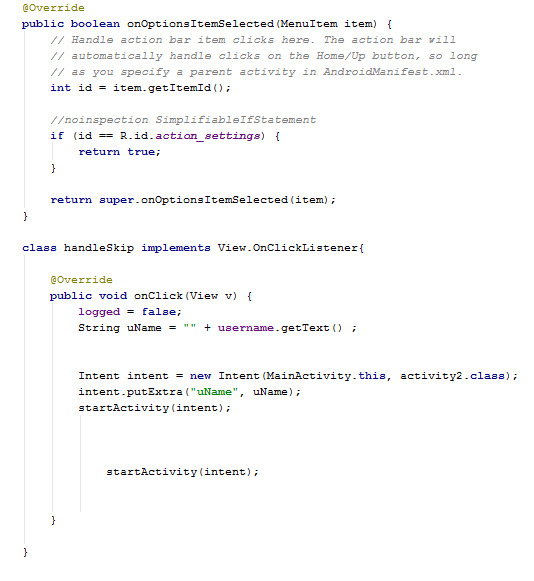 @Override
public boolean onOptionsItemSelected(MenuItem item) {
// Handle action bar item clicks here. The action bar will
// automatically handle clicks on the Home/Up button, so long
// as you specify a parent activity in AndroidManifest.xml.
int id = item.getItemId();
//noinspection SimplifiableIfStatement
if (id == R.id.action_settings) {
return true;
}
return super.onOptionsItemSelected(item);
}
class handleSkip implements View.OnClickListener{
@Override
public void onClick(View v) {
logged = false;
String uName = "" + username.getText() ;
Intent intent = new Intent(MainActivity.this, activity2.class);
intent.putExtra("uName", uName);
startActivity(intent);
startActivity(intent);
}
}